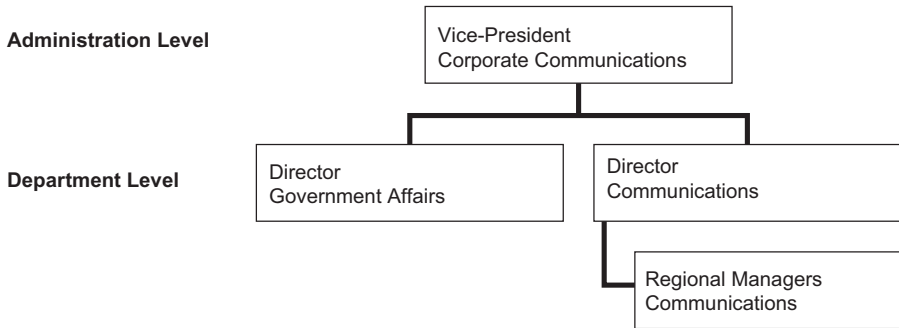 Administration Level
Vice-President
Corporate Communications
Department Level
Director
Government Affairs
Director
Communications
Regional Managers
Communications